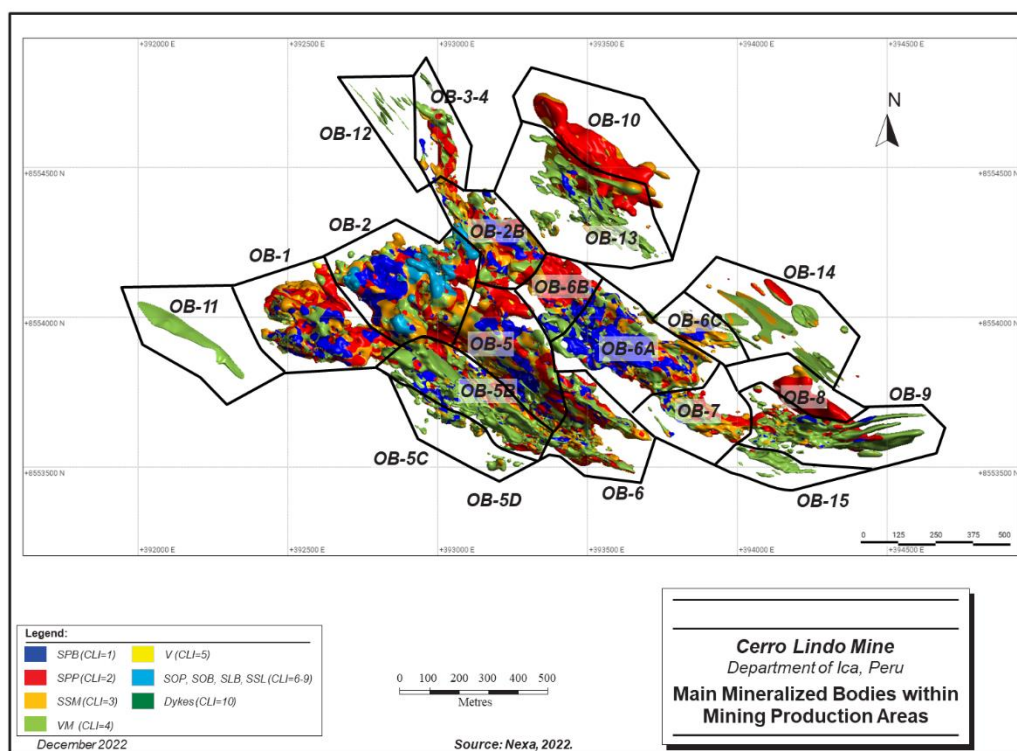 +392000 E
+392500 E
+393000 E
+393500 E
+394000 E
+394500 E
N
OB-3-4
OB-12
OB-10
+8554500 N
+8554500 N
OB-13
OB-2
OB-2B
OB-1
OB-14
OB-6B
OB-11
+8554000 N
+8554000 N
OB-6C
OB-5
OB-6A
OB-5B
OB-8
OB-9
OB-7
OB-5C
+8553500 N
+8553500 N
OB-5D
OB-6
OB-15
0 125 250 375 500
+392000 E
+392500 E
+393000 E
+393500 E
+394000 E
+394500 E
Legend:
SPB (CLI=1)
V (CLI=5)
SPP (CLI=2)
SOP, SOB, SLB, SSL (CLI=6-9)
SSM (CLI=3)
Dykes (CLI=10)
VM (CLI=4)
0 100 200 300 400 500
Metres
Cerro Lindo Mine
Department of Ica, Peru
Main Mineralized Bodies within
Mining Production Areas
December 2022
Source: Nexa, 2022.